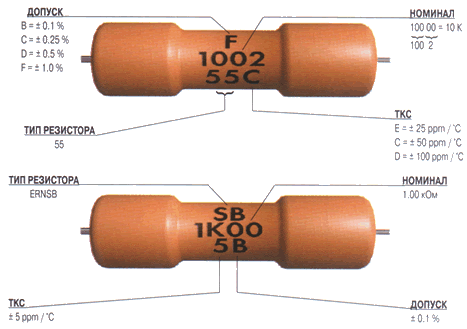 ДОПУСК
B = ± 0.1 %
C = ± 0.25 %
D = ± 0.5 %
F = ± 1.0 %
НОМИНАЛ
100 00 = 10 K
100 2
F
1002
55C
ТИП РЕЗИСТОРА
55
ТКС
E = ± 25 ppm / °C
C = ± 50 ppm / °C
D = ± 100 ppm / °C
ТИП РЕЗИСТОРА
ERNSB
НОМИНАЛ
1.00 кОм
SB
1K00
5B
ТКС
± 5 ppm / °C
ДОПУСК
± 0.1 %